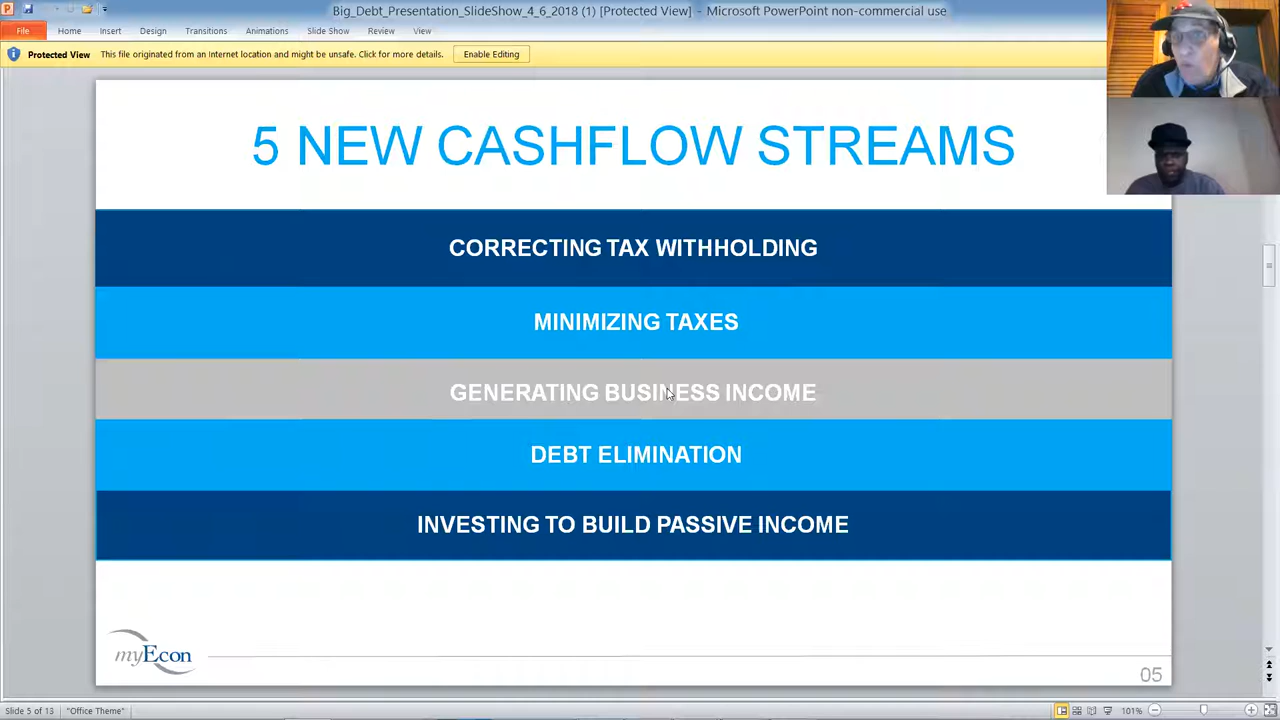 Big_Debt_Presentation_SlideShow_4_6_2018 (1) [Protected View] - Microsoft PowerPoint non-commercial use
File Home Insert Design Transitions Animations Slide Show Review View
Protected View This file originated from an Internet location and might be unsafe. Click for more details. Enable Editing
5 NEW CASHFLOW STREAMS
CORRECTING TAX WITHHOLDING
MINIMIZING TAXES
GENERATING BUSINESS INCOME
DEBT ELIMINATION
INVESTING TO BUILD PASSIVE INCOME
myEcon
05
Slide 5 of 13 "Office Theme" 101%